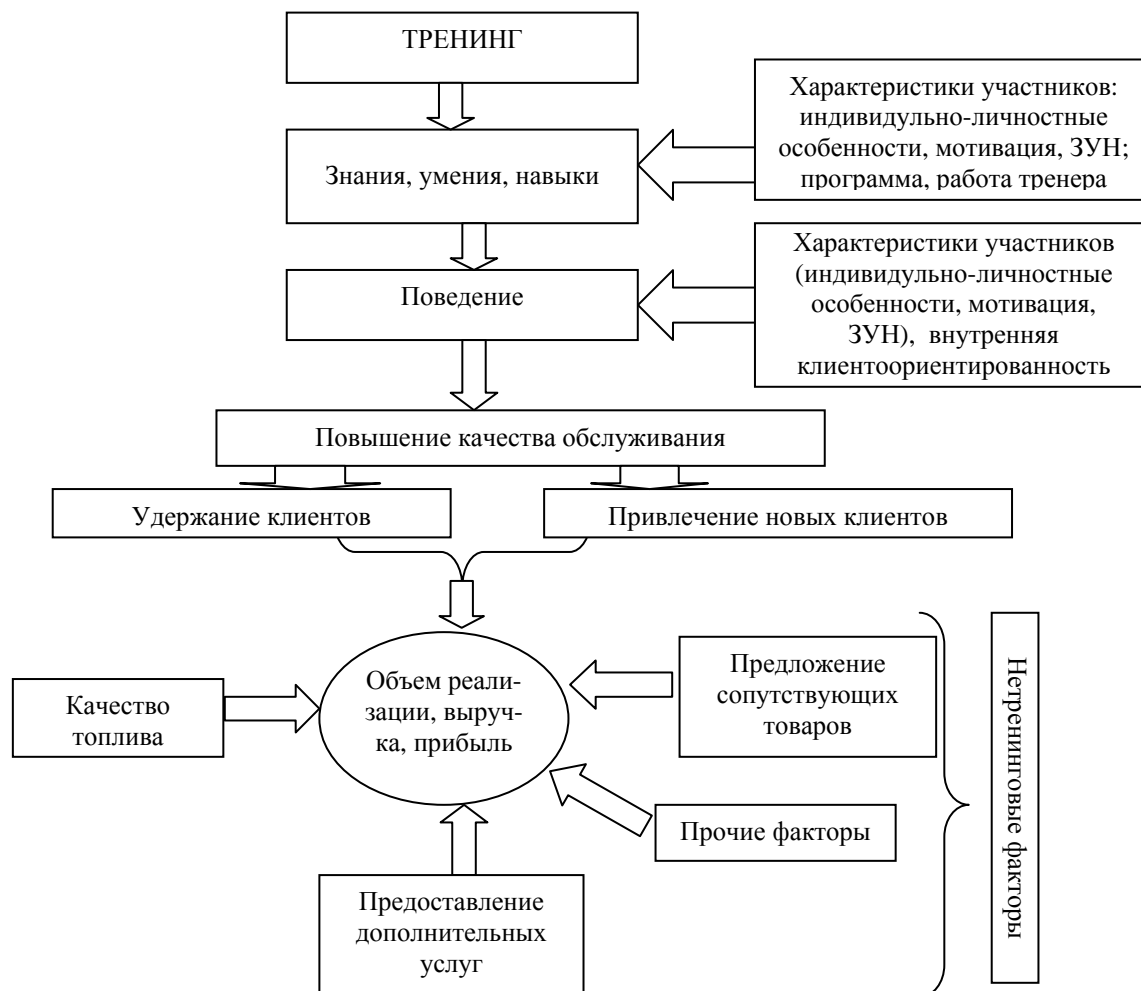 ТРЕНИНГ
Характеристики участников:
индивидульно-личностные
особенности, мотивация, ЗУН;
программа, работа тренера
Знания, умения, навыки
Характеристики участников
(индивидульно-личностные
особенности, мотивация,
ЗУН), внутренняя
клиентоориентированность
Поведение
Повышение качества обслуживания
Удержание клиентов
Привлечение новых клиентов
Объем реали-
зации, выруч-
ка, прибыль
Качество
топлива
Предложение
сопутствующих
товаров
Прочие факторы
Предоставление
дополнительных
услуг
Нетренинговые факторы